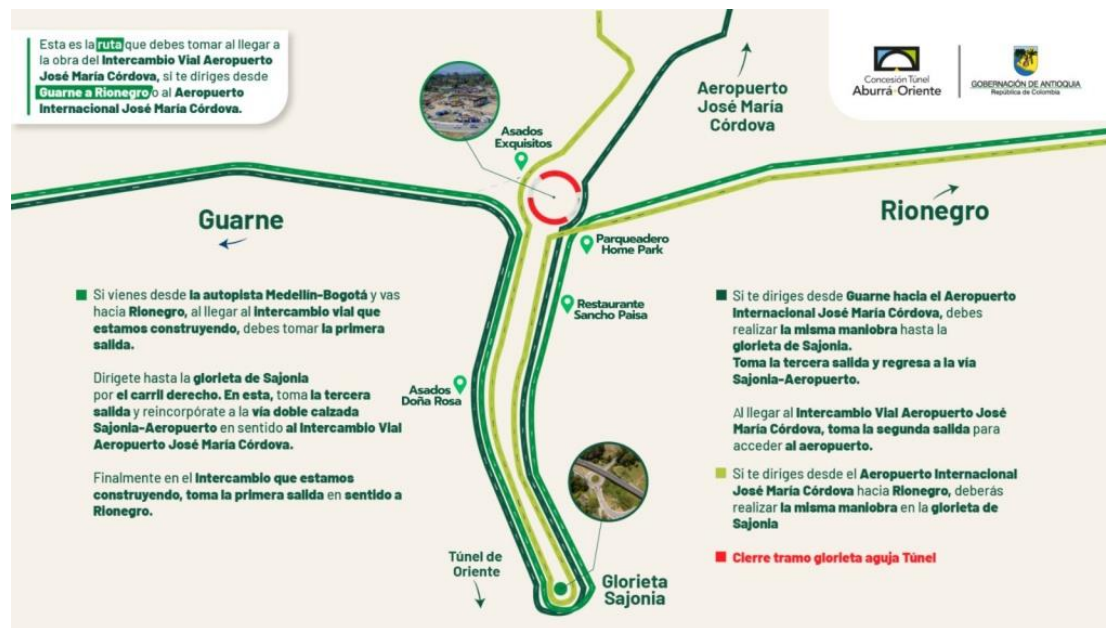 Esta es la ruta que debes tomar al llegar a
la obra del Intercambio Vial Aeropuerto
José María Córdova, si te diriges desde
Guarne a Rionegro o al Aeropuerto
Internacional José María Córdova.
Aeropuerto
José María
Córdova
Concesión Túnel
Aburrá Oriente
GOBERNACIÓN DE ANTIOQUIA
República de Colombia
Asados
Exquisitos
Guarne
Rionegro
Parqueadero
Home Park
Restaurante
Sancho Paisa
Asados
Doña Rosa
Si vienes desde la autopista Medellín-Bogotá y vas
hacia Rionegro, al llegar al intercambio vial que
estamos construyendo, debes tomar la primera
salida.
Dirígete hasta la glorieta de Sajonia
por el carril derecho. En esta, toma la tercera
salida y reincorpórate a la vía doble calzada
Sajonia-Aeropuerto en sentido al Intercambio Vial
Aeropuerto José María Córdova.
Finalmente en el Intercambio que estamos
construyendo, toma la primera salida en sentido a
Rionegro.
Si te diriges desde Guarne hacia el Aeropuerto
Internacional José María Córdova, debes
realizar la misma maniobra hasta la
glorieta de Sajonia.
Toma la tercera salida y regresa a la vía
Sajonia-Aeropuerto.
Al llegar al Intercambio Vial Aeropuerto José
María Córdova, toma la segunda salida para
acceder al aeropuerto.
Si te diriges desde el Aeropuerto Internacional
José María Córdova hacia Rionegro, deberás
realizar la misma maniobra en la glorieta de
Sajonia
Cierre tramo glorieta aguja Túnel
Túnel de
Oriente
Glorieta
Sajonia